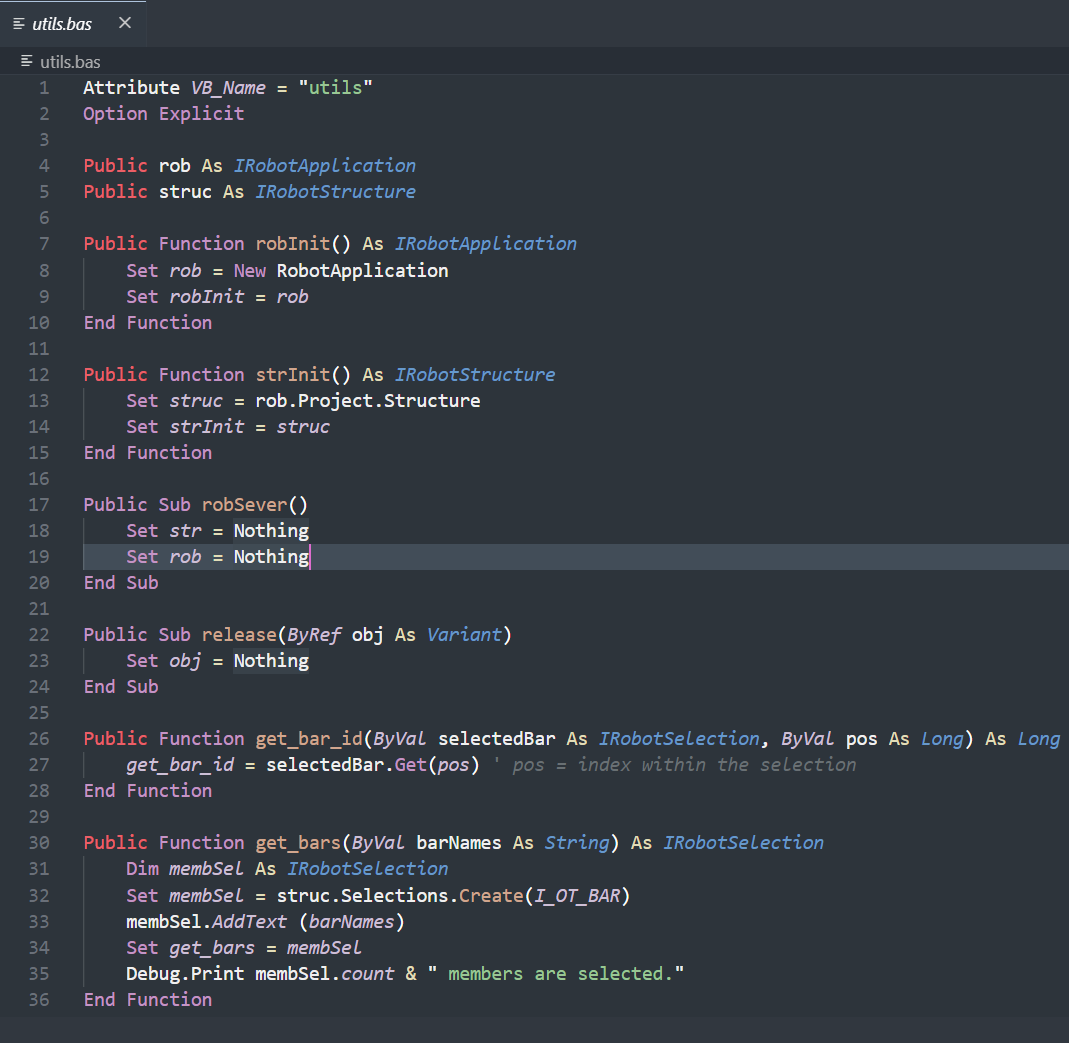 utils.bas
utils.bas
1 Attribute VB_Name = "utils"
2 Option Explicit
3
4 Public rob As IRobotApplication
5 Public struc As IRobotStructure
6
7 Public Function robInit() As IRobotApplication
8     Set rob = New RobotApplication
9     Set robInit = rob
10 End Function
11
12 Public Function strInit() As IRobotStructure
13     Set struc = rob.Project.Structure
14     Set strInit = struc
15 End Function
16
17 Public Sub robSever()
18     Set str = Nothing
19     Set rob = Nothing
20 End Sub
21
22 Public Sub release(ByRef obj As Variant)
23     Set obj = Nothing
24 End Sub
25
26 Public Function get_bar_id(ByVal selectedBar As IRobotSelection, ByVal pos As Long) As Long
27     get_bar_id = selectedBar.Get(pos) ' pos = index within the selection
28 End Function
29
30 Public Function get_bars(ByVal barNames As String) As IRobotSelection
31     Dim membSel As IRobotSelection
32     Set membSel = struc.Selections.Create(I_OT_BAR)
33     membSel.AddText (barNames)
34     Set get_bars = membSel
35     Debug.Print membSel.count & " members are selected."
36 End Function